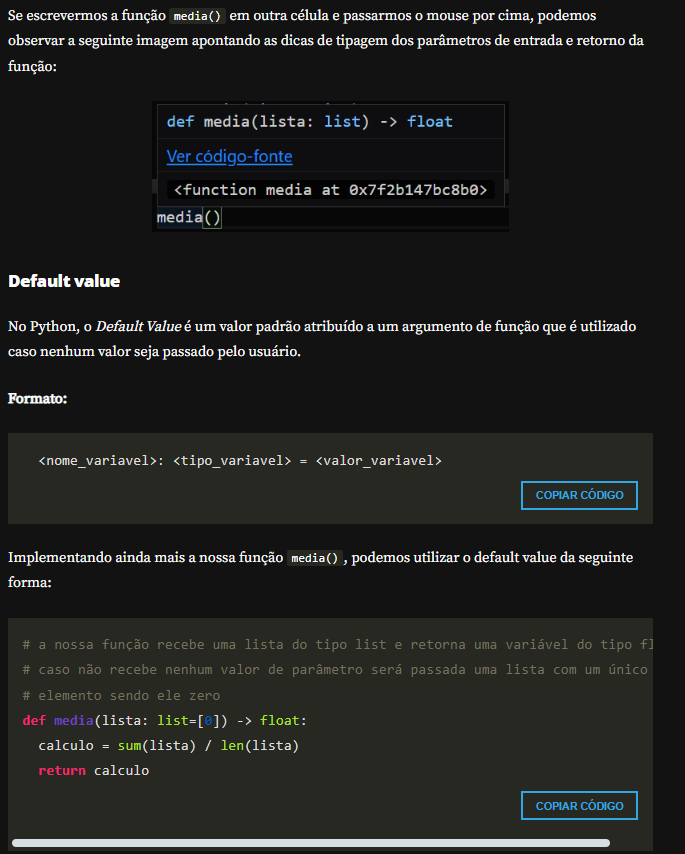 Se escrevermos a função media() em outra célula e passarmos o mouse por cima, podemos
observar a seguinte imagem apontando as dicas de tipagem dos parâmetros de entrada e retorno da
função:
def media(lista: list) -> float
Ver código-fonte
<function media at 0x7f2b147bc8b0>
media()
Default value
No Python, o Default Value é um valor padrão atribuído a um argumento de função que é utilizado
caso nenhum valor seja passado pelo usuário.
Formato:
<nome_variavel>: <tipo_variavel> = <valor_variavel>
COPIAR CÓDIGO
Implementando ainda mais a nossa função media(), podemos utilizar o default value da seguinte
forma:
# a nossa função recebe uma lista do tipo list e retorna uma variável do tipo fl
# caso não recebe nenhum valor de parâmetro será passada uma lista com um único
# elemento sendo ele zero
def media(lista: list=[0]) -> float:
  calculo = sum(lista) / len(lista)
  return calculo
COPIAR CÓDIGO